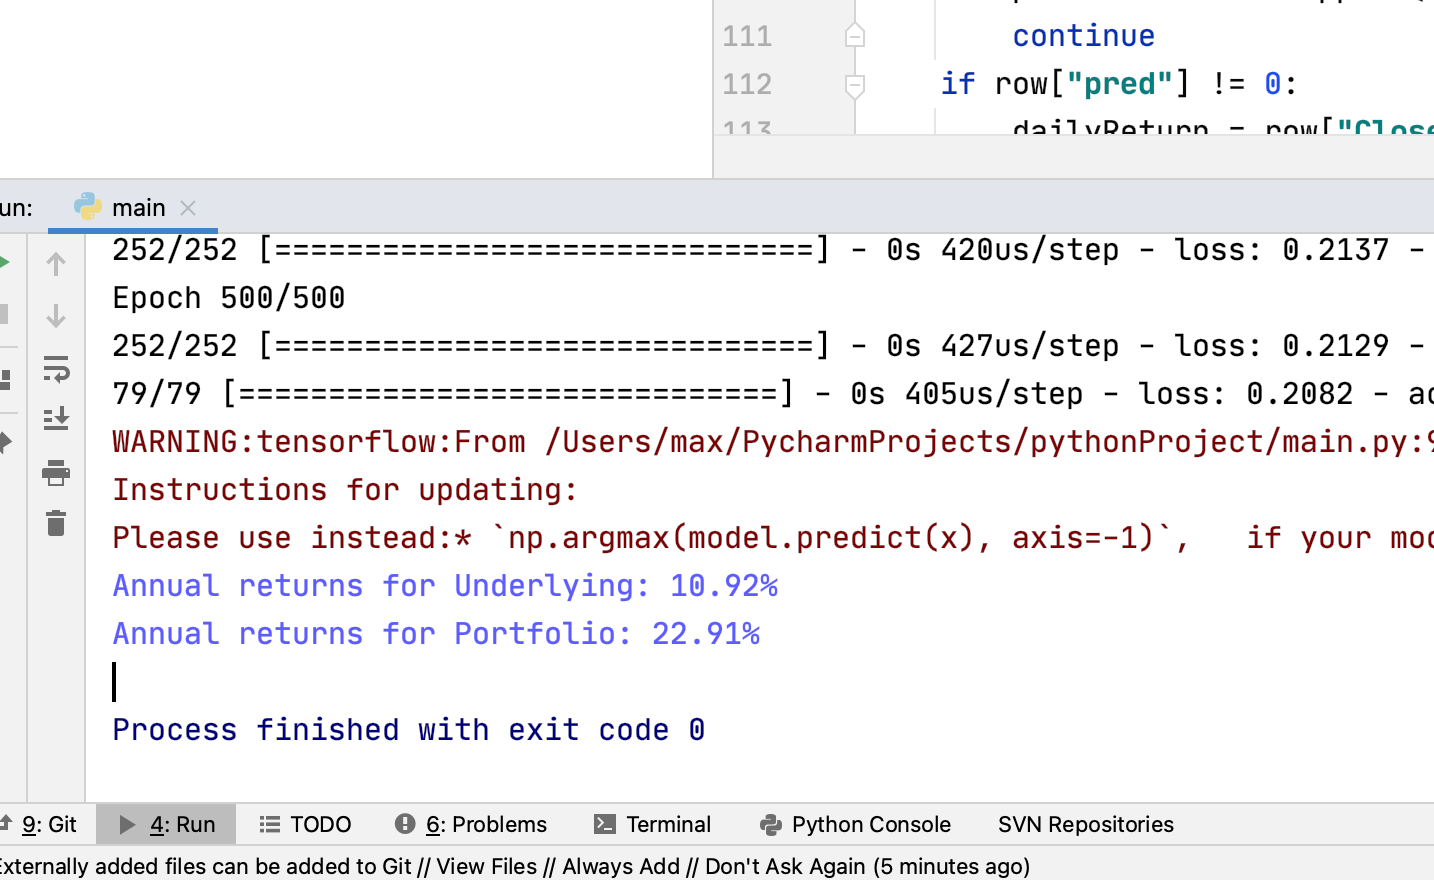 111
continue
112
if row["pred"] != 0:
113
dailyReturn = row["Close
un:
main
252/252 [==============================] - 0s 420us/step - loss: 0.2137 -
Epoch 500/500
252/252 [==============================] - 0s 427us/step - loss: 0.2129 -
79/79 [==============================] - 0s 405us/step - loss: 0.2082 - ac
WARNING:tensorflow:From /Users/max/PycharmProjects/pythonProject/main.py:9
Instructions for updating:
Please use instead:* `np.argmax(model.predict(x), axis=-1)`,   if your mod
Annual returns for Underlying: 10.92%
Annual returns for Portfolio: 22.91%
Process finished with exit code 0
9: Git
4: Run
TODO
6: Problems
Terminal
Python Console
SVN Repositories
Externally added files can be added to Git // View Files // Always Add // Don't Ask Again (5 minutes ago)